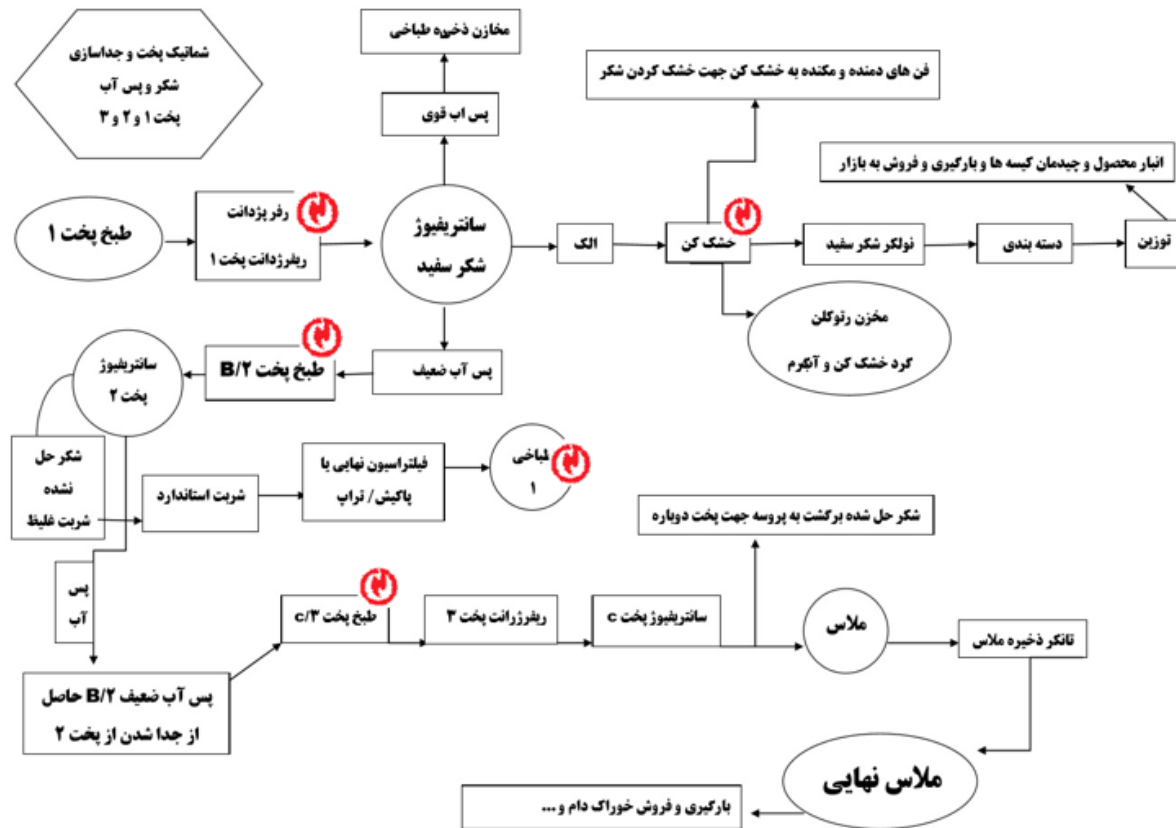 شماتیک پخت و جداسازی
شکر و پس آب
پخت ۱ و ۲ و ۳
مخازن ذخیره طباخی
پس اب قوی
فن های دمنده و مکنده به خشک کن جهت خشک کردن شکر
انبار محصول و چیدمان کیسه ها و بارگیری و فروش به بازار
طبخ پخت ۱
رفر پژدانت
ریفرژدانت پخت ۱
سانتریفیوژ
شکر سفید
الک
خشک کن
نولکر شکر سفید
دسته بندی
توزین
مخزن رتوکلن
گرد خشک کن و آبگرم
پس آب ضعیف
طبخ پخت B/۲
سانتریفیوژ
پخت ۲
شکر حل
نشده
شربت غلیظ
شربت استاندارد
فیلتراسیون نهایی یا
پاکیش/ تراپ
طباخی
۱
شکر حل شده برگشت به پروسه جهت پخت دوباره
پس
آب
طبخ پخت c/۳
ریفرژرانت پخت ۳
سانتریفیوژ پخت c
ملاس
تانکر ذخیره ملاس
پس آب ضعیف B/۲ حاصل
از جدا شدن از پخت ۲
ملاس نهایی
بارگیری و فروش خوراک دام و ...